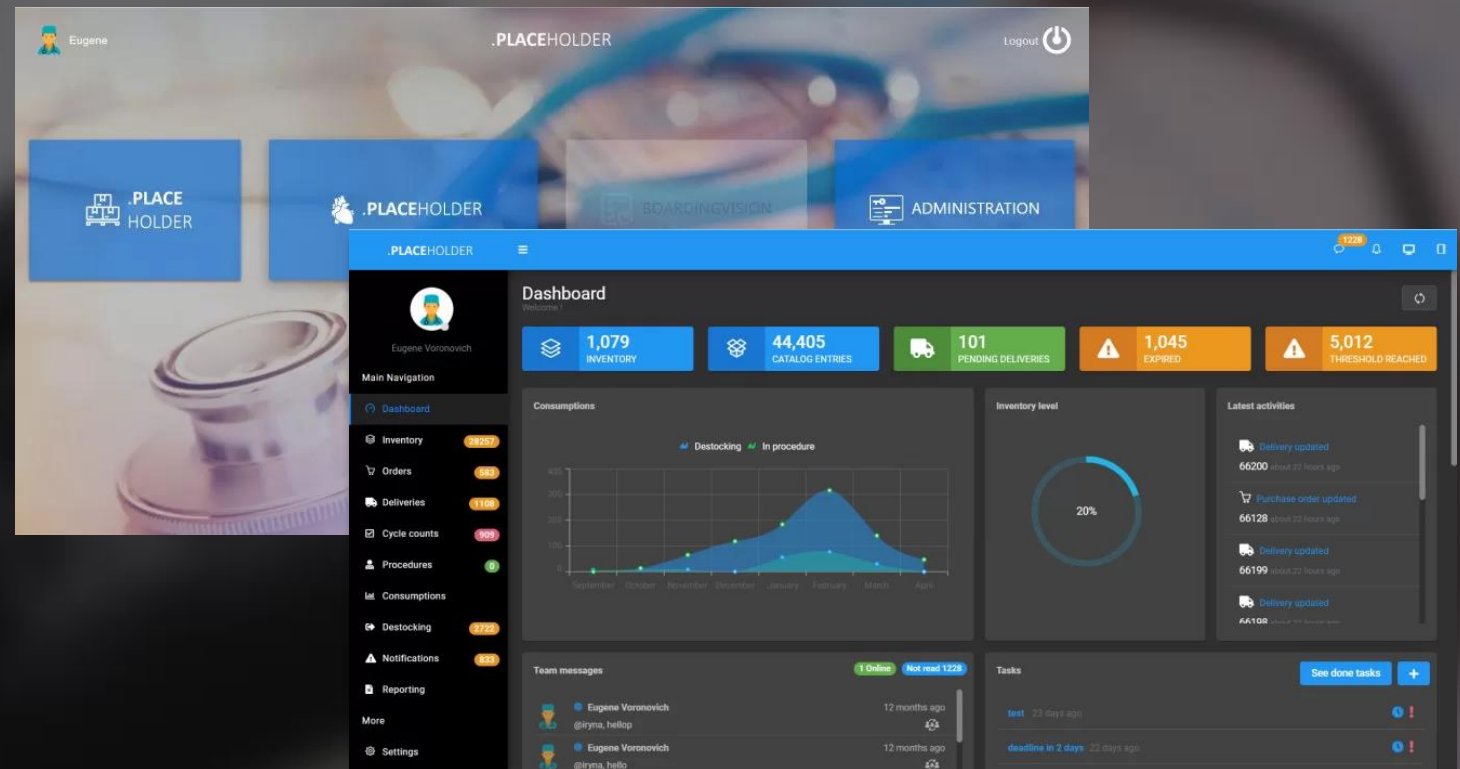 Eugene
.PLACEHOLDER
Logout
.PLACE
HOLDER
.PLACEHOLDER
BOARDINGVISION
ADMINISTRATION
.PLACEHOLDER
1228
Eugene Voronovich
Main Navigation
Dashboard
Inventory 28257
Orders 583
Deliveries 1108
Cycle counts 909
Procedures 0
Consumptions
Destocking 2722
Notifications 833
Reporting
More
Settings
Dashboard
Welcome !
1,079
INVENTORY
44,405
CATALOG ENTRIES
101
PENDING DELIVERIES
1,045
EXPIRED
5,012
THRESHOLD REACHED
Consumptions
Destocking In procedure
400
300
200
100
0
September October November December January February March April
Inventory level
20%
Latest activities
Delivery updated
66200 about 22 hours ago
Purchase order updated
66128 about 22 hours ago
Delivery updated
66199 about 22 hours ago
Delivery updated
66198 about 22 hours ago
Team messages 1 Online Not read 1228
Eugene Voronovich 12 months ago
@iryna, hellop
Eugene Voronovich 12 months ago
@iryna, hello
Tasks See done tasks +
test 23 days ago
deadline in 2 days 22 days ago